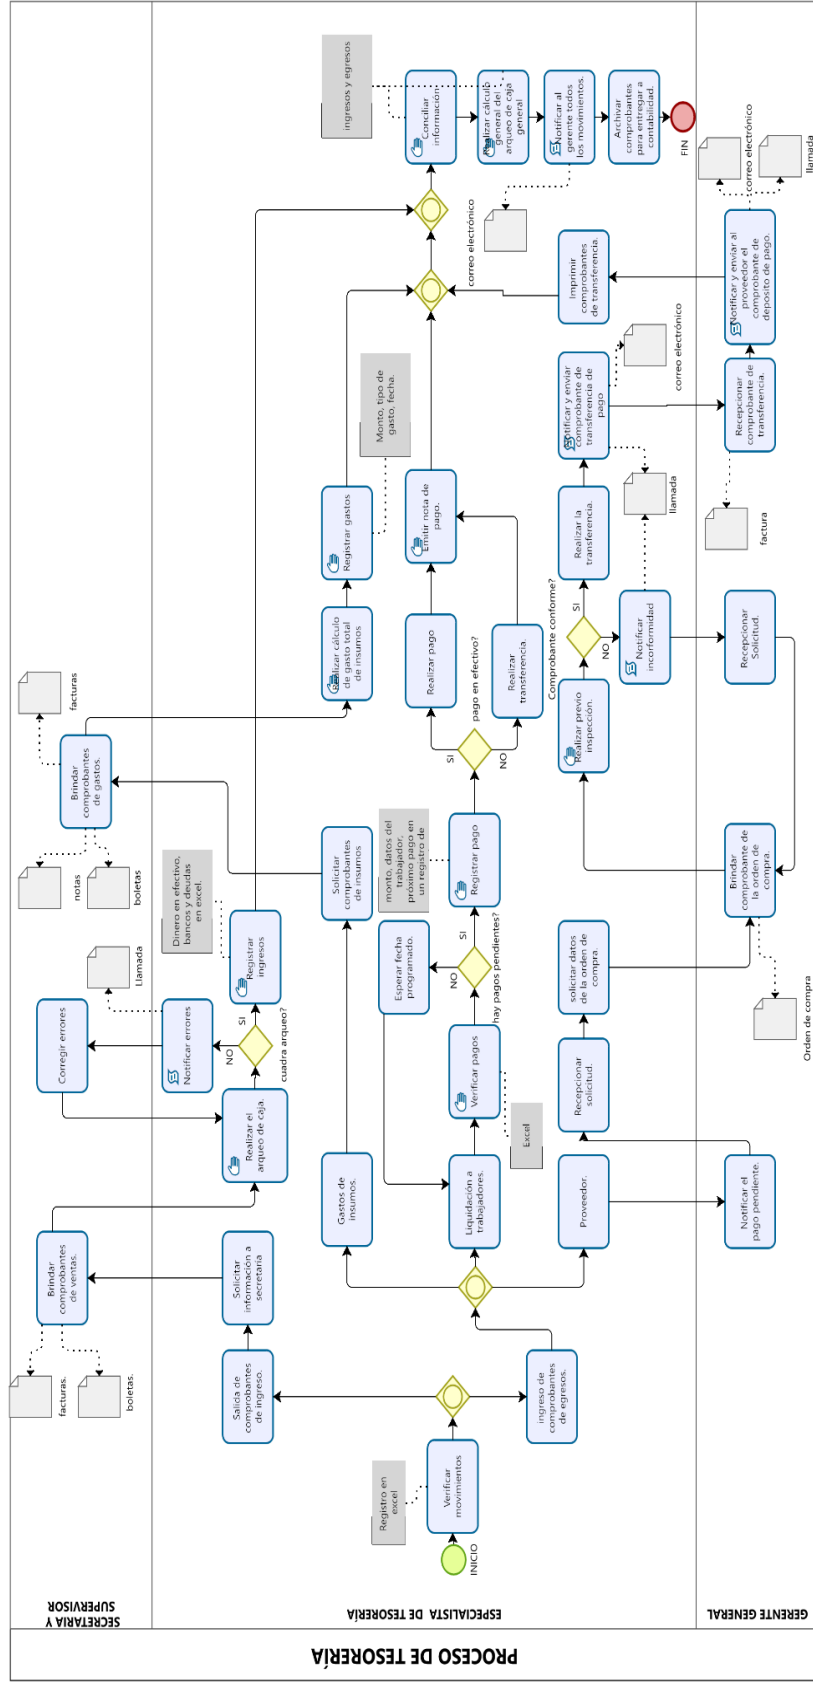 PROCESO DE TESORERÍA
SECRETARIA Y
SUPERVISOR
ESPECIALISTA DE TESORERÍA
GERENTE GENERAL
INICIO
Verificar
movimientos
Registro en
excel
Salida de
comprobantes
de ingreso.
Solicitar
información a
secretaria
Brindar
comprobantes
de ventas.
facturas.
boletas.
Realizar el
arqueo de caja.
cuadra arqueo?
NO
SI
Notificar errores
Llamada
Corregir errores
Registrar
ingresos
Dinero en efectivo,
bancos y deudas
en excel.
ingreso de
comprobantes
de egresos.
Gastos de
insumos.
Solicitar
comprobantes
de insumos
Brindar
comprobantes
de gastos.
notas
boletas
facturas
Realizar cálculo
de gasto total
de insumos
Registrar gastos
Monto, tipo de
gasto, fecha.
Liquidación a
trabajadores.
Verificar pagos
Excel
hay pagos pendientes?
NO
SI
Esperar fecha
programado.
Registrar pago
monto, datos del
trabajador,
próximo pago en
un registro de
pago en efectivo?
SI
NO
Realizar pago
Realizar
transferencia.
Emitir nota de
pago.
Proveedor.
Notificar el
pago pendiente.
Recepcionar
solicitud.
solicitar datos
de la orden de
compra.
Brindar
comprobante de
la orden de
compra.
Orden de compra
Realizar previo
inspección.
Comprobante conforme?
SI
NO
Notificar
incorformidad
llamada
Recepcionar
Solicitud.
Realizar la
transferencia.
Notificar y enviar
comprobante de
transferencia de
pago
correo electrónico
Recepcionar
comprobante de
transferencia.
factura
Notificar y enviar al
proveedor el
comprobante de
deposito de pago.
correo electrónico
llamada
Imprimir
comprobantes
de transferencia.
Conciliar
información
ingresos y egresos
Realizar cálculo
general del
arqueo de caja
general
Notificar al
gerente todos
los movimientos.
correo electrónico
Archivar
comprobantes
para entregar a
contabilidad.
FIN